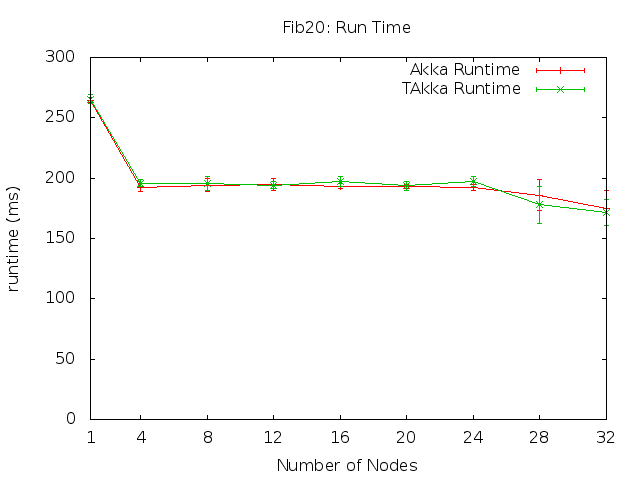 Fib20: Run Time
300
250
200
150
100
50
0
runtime (ms)
Akka Runtime
TAkka Runtime
1 4 8 12 16 20 24 28 32
Number of Nodes